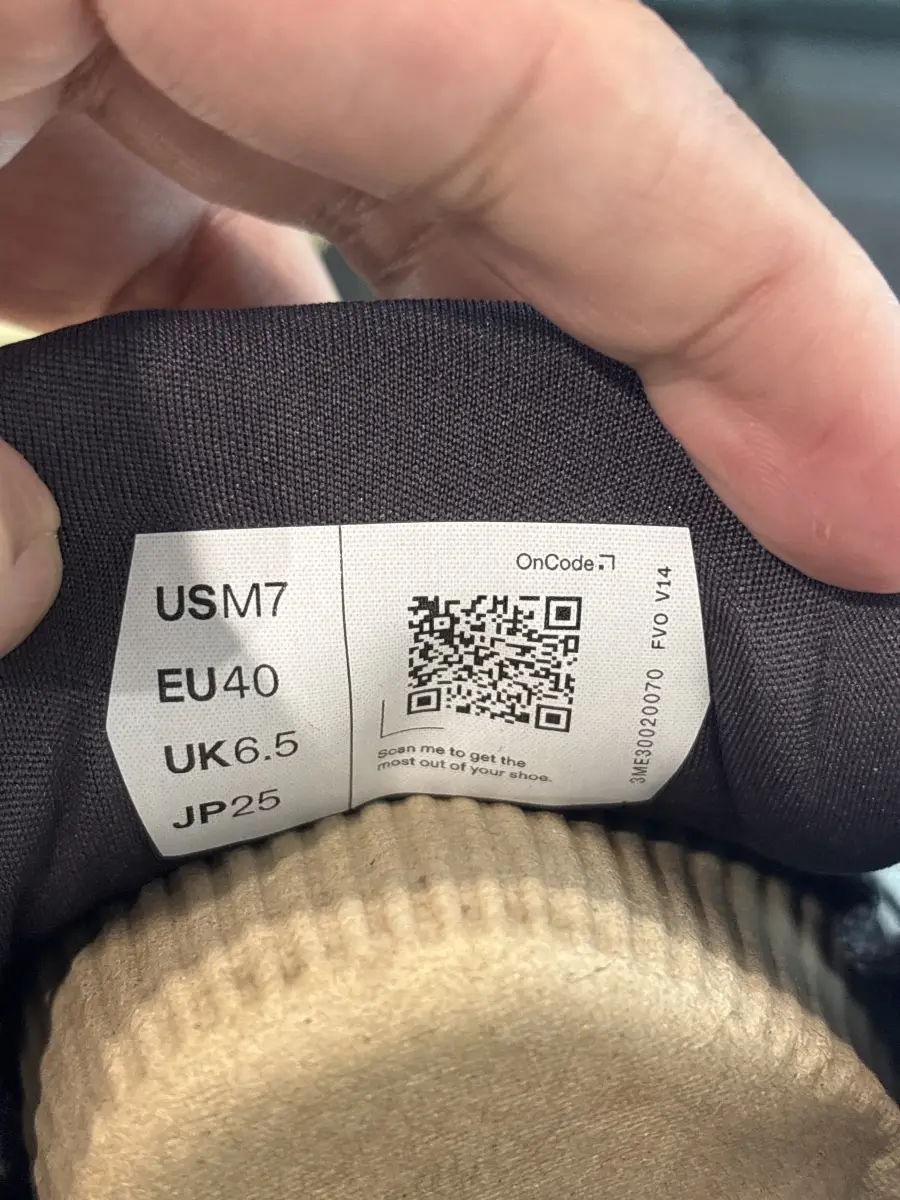 USM7
EU40
UK6.5
JP25
OnCode
Scan me to get the
most out of your shoe.
3ME30020070 FVO V14